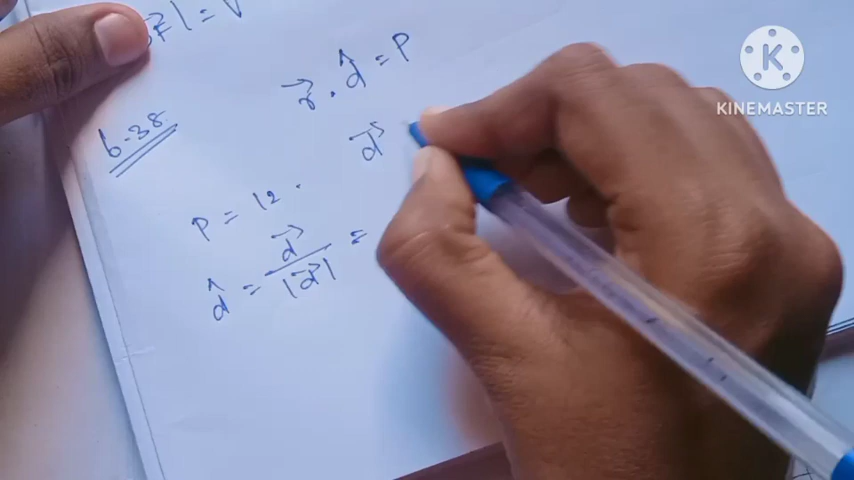 r⃗ . d̂ = P
6.38
d⃗
P = 12.
d̂ = d⃗ / |d⃗| =
K
KINEMASTER